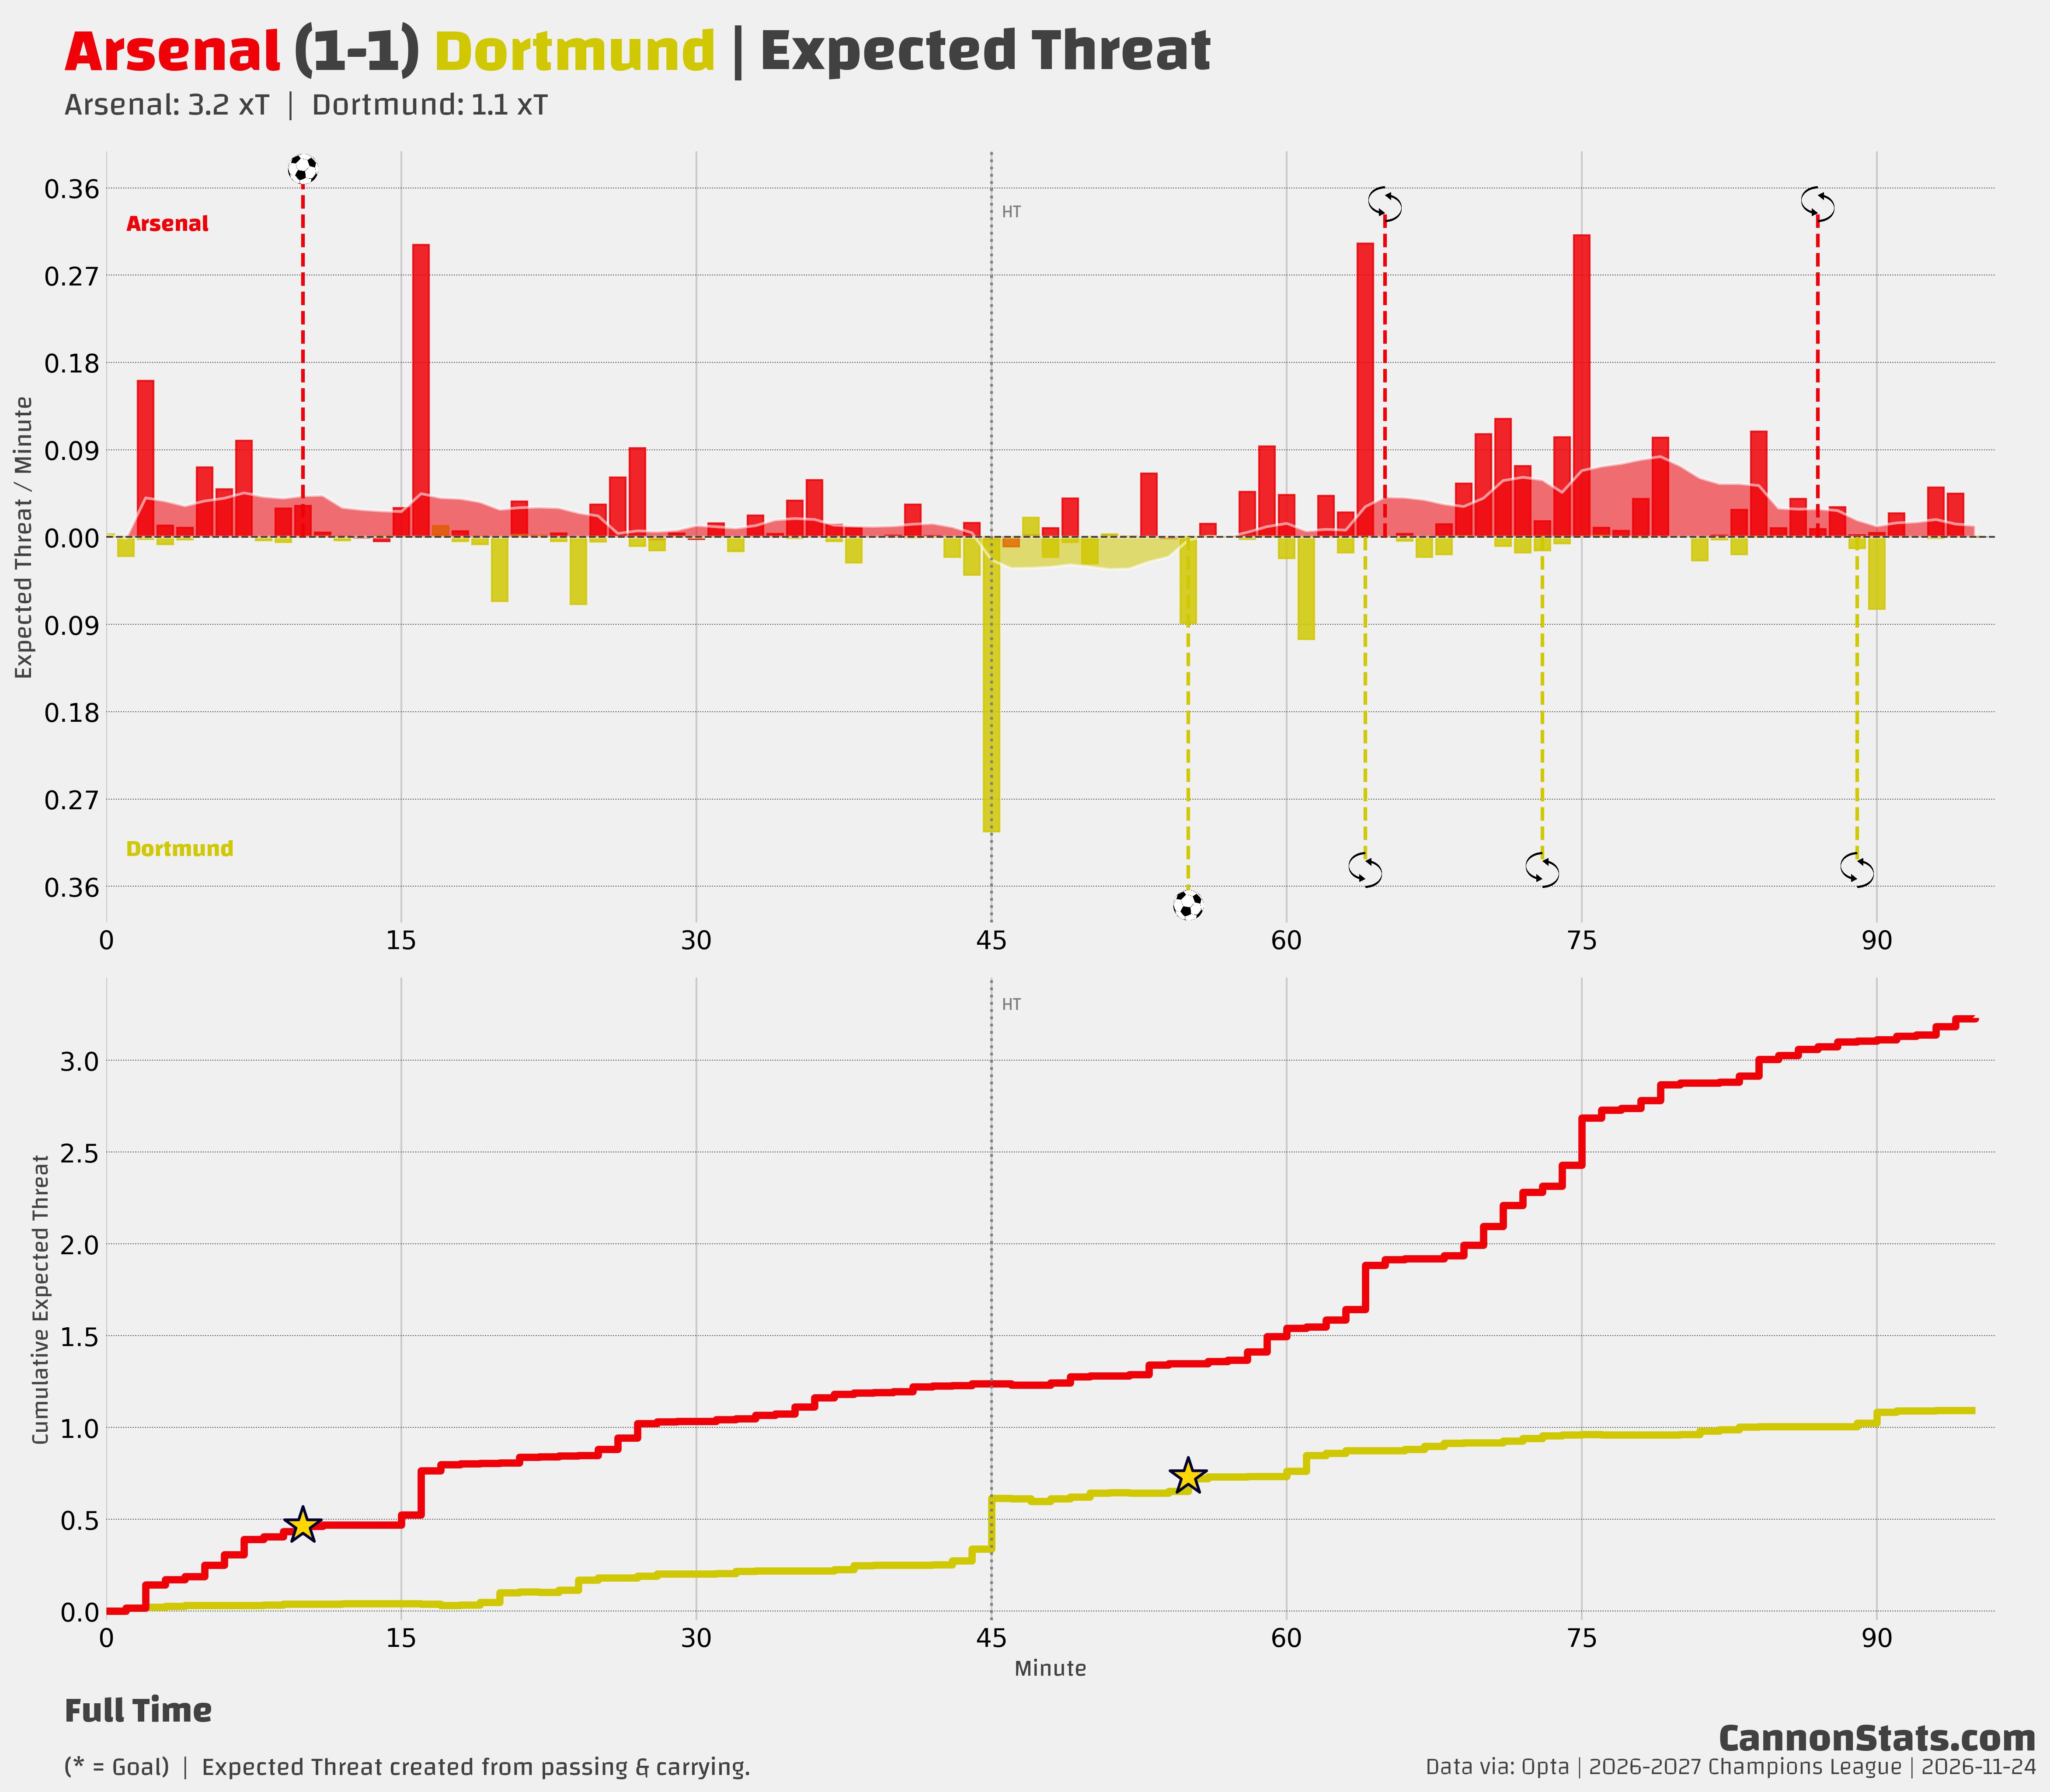 Arsenal (1-1) Dortmund | Expected Threat
Arsenal: 3.2 xT | Dortmund: 1.1 xT
Expected Threat / Minute
0.36
0.27
0.18
0.09
0.00
0.09
0.18
0.27
0.36
Arsenal
HT
Dortmund
0 15 30 45 60 75 90
Cumulative Expected Threat
3.0
2.5
2.0
1.5
1.0
0.5
0.0
HT
0 15 30 45 60 75 90
Minute
Full Time
(* = Goal) | Expected Threat created from passing & carrying.
CannonStats.com
Data via: Opta | 2026-2027 Champions League | 2026-11-24